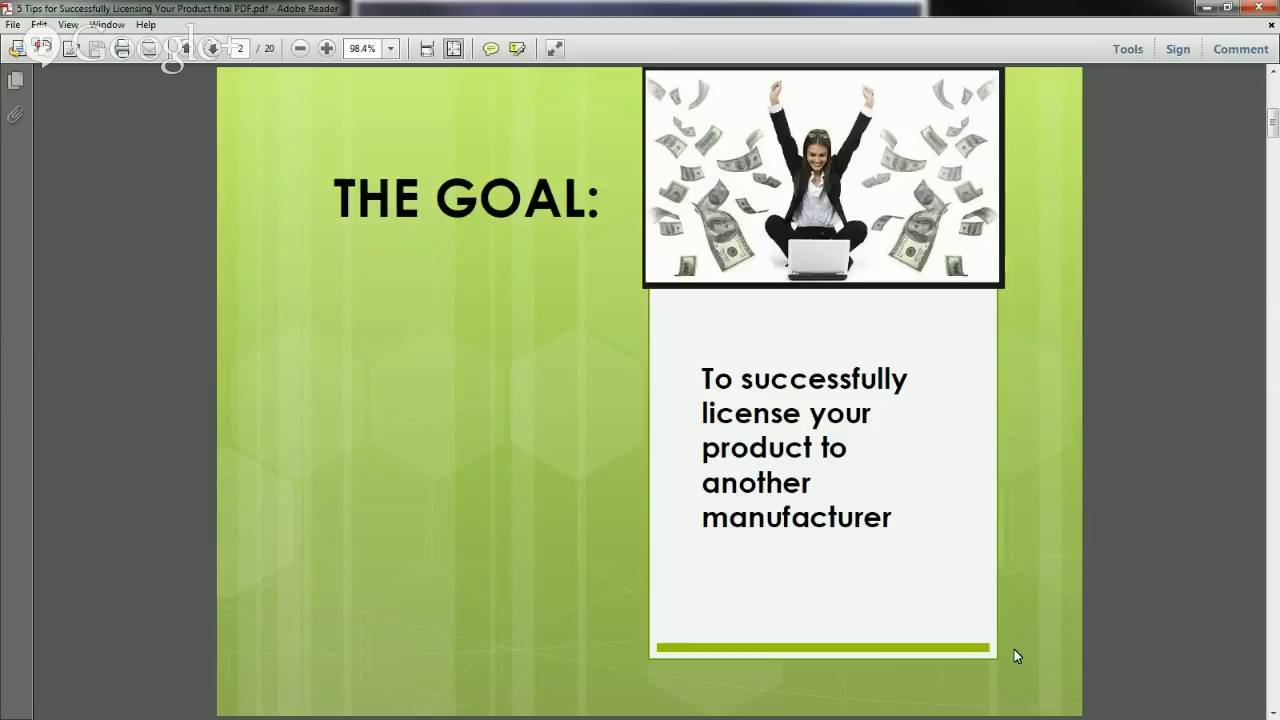 5 Tips for Successfully Licensing Your Product final PDF.pdf - Adobe Reader
File Edit View Window Help
Google+
2 / 20
98.4%
Tools Sign Comment
THE GOAL:
To successfully
license your
product to
another
manufacturer